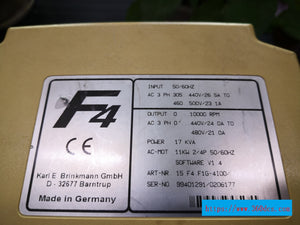 F4
CE
Karl E. Brinkmann GmbH
D - 32677 Barntrup
Made in Germany
INPUT 50/60HZ
AC 3 PH 305 440V/26.5A TO
460 500V/23.1A
OUTPUT 0 10000 RPM
AC 3 PH 0 440V/24.0A TO
480V/21.0A
POWER 17 KVA
AC-MOT 11KW 2/4P 50/60HZ
SOFTWARE V1.4
ART-NR 15.F4.F1G-4100/
SER-NO. 99401291/0206177